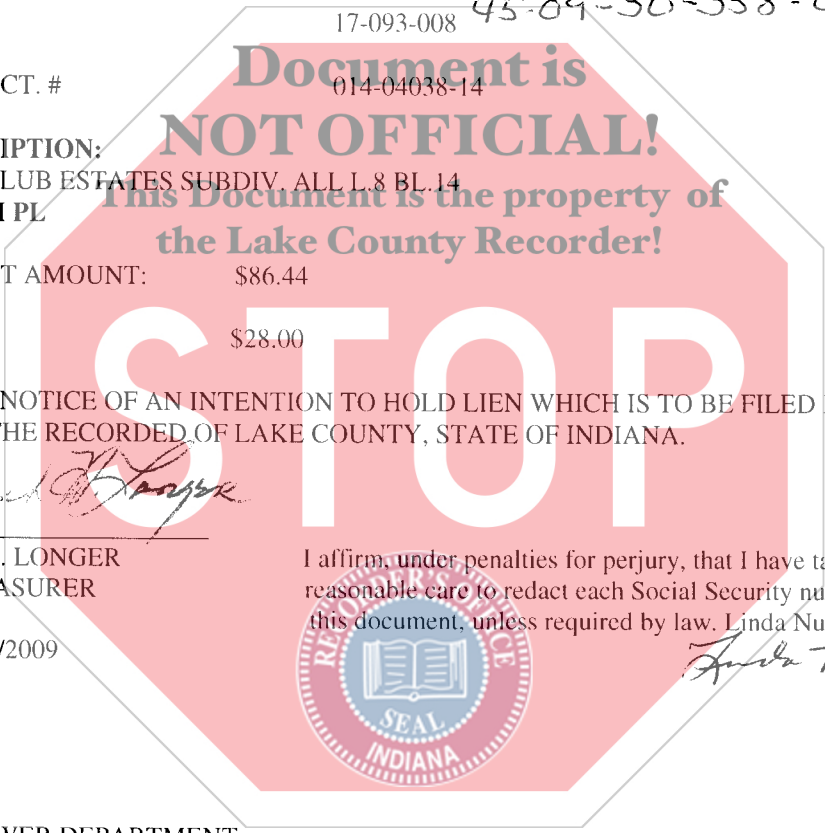 17-093-008
CT. # 014-04038-14
Document is
NOT OFFICIAL!
This Document is the property of
the Lake County Recorder!
IPTION:
LUB ESTATES SUBDIV. ALL L.8 BL.14
PL
T AMOUNT: $86.44
$28.00
STOP
NOTICE OF AN INTENTION TO HOLD LIEN WHICH IS TO BE FILED
THE RECORDED OF LAKE COUNTY, STATE OF INDIANA.
. LONGER
ASURER
/2009
I affirm, under penalties for perjury, that I have ta
reasonable care to redact each Social Security nu
this document, unless required by law. Linda Nu
Linda
RECORDER'S OFFICE
SEAL
INDIANA
WER DEPARTMENT